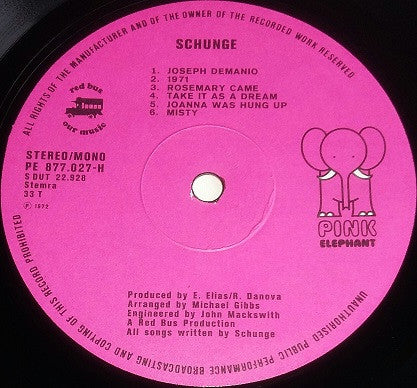 ALL RIGHTS OF THE MANUFACTURER AND OF THE OWNER OF THE RECORDED WORK RESERVED
UNAUTHORISED PUBLIC PERFORMANCE BROADCASTING AND COPYING OF THIS RECORD PROHIBITED
SCHUNGE
1. JOSEPH DEMANIO
2. 1971
3. ROSEMARY CAME
4. TAKE IT AS A DREAM
5. JOANNA WAS HUNG UP
6. MISTY
red bus
our music
STEREO/MONO
PE 877.027-H
S DUT 22.928
Stemra
33 T
℗ 1972
PINK
ELEPHANT
Produced by E. Elias/R. Danova
Arranged by Michael Gibbs
Engineered by John Mackswith
A Red Bus Production
All songs written by Schunge